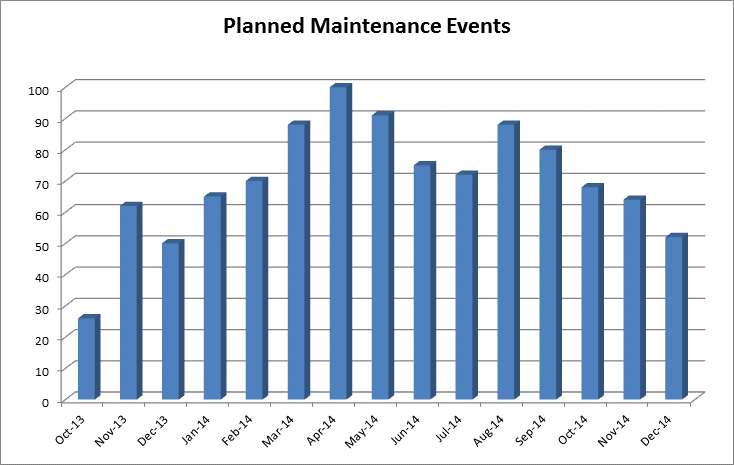 Planned Maintenance Events
100
90
80
70
60
50
40
30
20
10
0
Oct-13
Nov-13
Dec-13
Jan-14
Feb-14
Mar-14
Apr-14
May-14
Jun-14
Jul-14
Aug-14
Sep-14
Oct-14
Nov-14
Dec-14